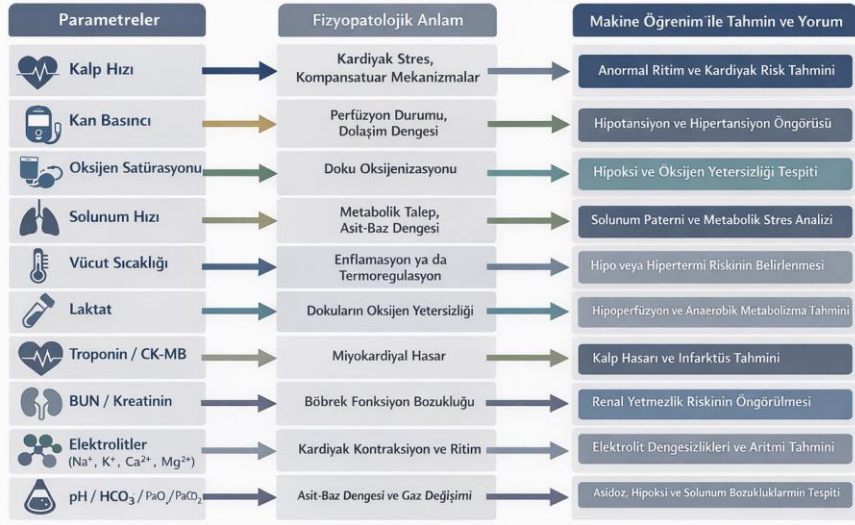 Parametreler
Fizyopatolojik Anlam
Makine Öğrenim ile Tahmin ve Yorum
Kalp Hızı
Kardiyak Stres,
Kompansatuar Mekanizmalar
Anormal Ritim ve Kardiyak Risk Tahmini
Kan Basıncı
Perfüzyon Durumu,
Dolaşim Dengesi
Hipotansiyon ve Hipertansiyon Öngörüsü
Oksijen Satürasyonu
Doku Oksijenizasyonu
Hipoksi ve Öksijen Yetersizliği Tespiti
Solunum Hızı
Metabolik Talep,
Asit-Baz Dengesi
Solunum Paterni ve Metabolik Stres Analizi
Vücut Sıcaklığı
Enflamasyon ya da
Termoregulasyon
Hipo veya Hipertermi Riskinin Belirlenmesi
Laktat
Dokuların Oksijen Yetersizliği
Hipoperfüzyon ve Anaerobik Metabolizma Tahmini
Troponin / CK-MB
Miyokardiyal Hasar
Kalp Hasarı ve Infarktüs Tahmini
BUN / Kreatinin
Böbrek Fonksiyon Bozukluğu
Renal Yetmezlik Riskinin Öngörülmesi
Elektrolitler
(Na⁺, K⁺, Ca²⁺, Mg²⁺)
Kardiyak Kontraksiyon ve Ritim
Elektrolit Dengesizlikleri ve Aritmi Tahmini
pH / HCO₃⁻/ PaO₂/PaCO₂
Asit-Baz Dengesi ve Gaz Değişimi
Asidoz, Hipoksi ve Solunum Bozukluklarmin Tespiti